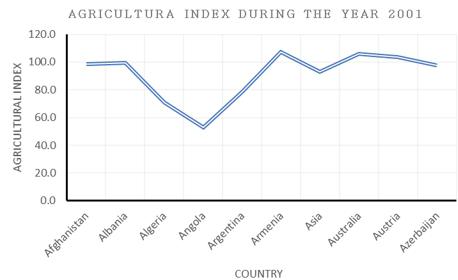 AGRICULTURA INDEX DURING THE YEAR 2001
120.0
100.0
80.0
60.0
40.0
20.0
0.0
AGRICULTURAL INDEX
Afghanistan
Albania
Algeria
Angola
Argentina
Armenia
Asia
Australia
Austria
Azerbaijan
COUNTRY